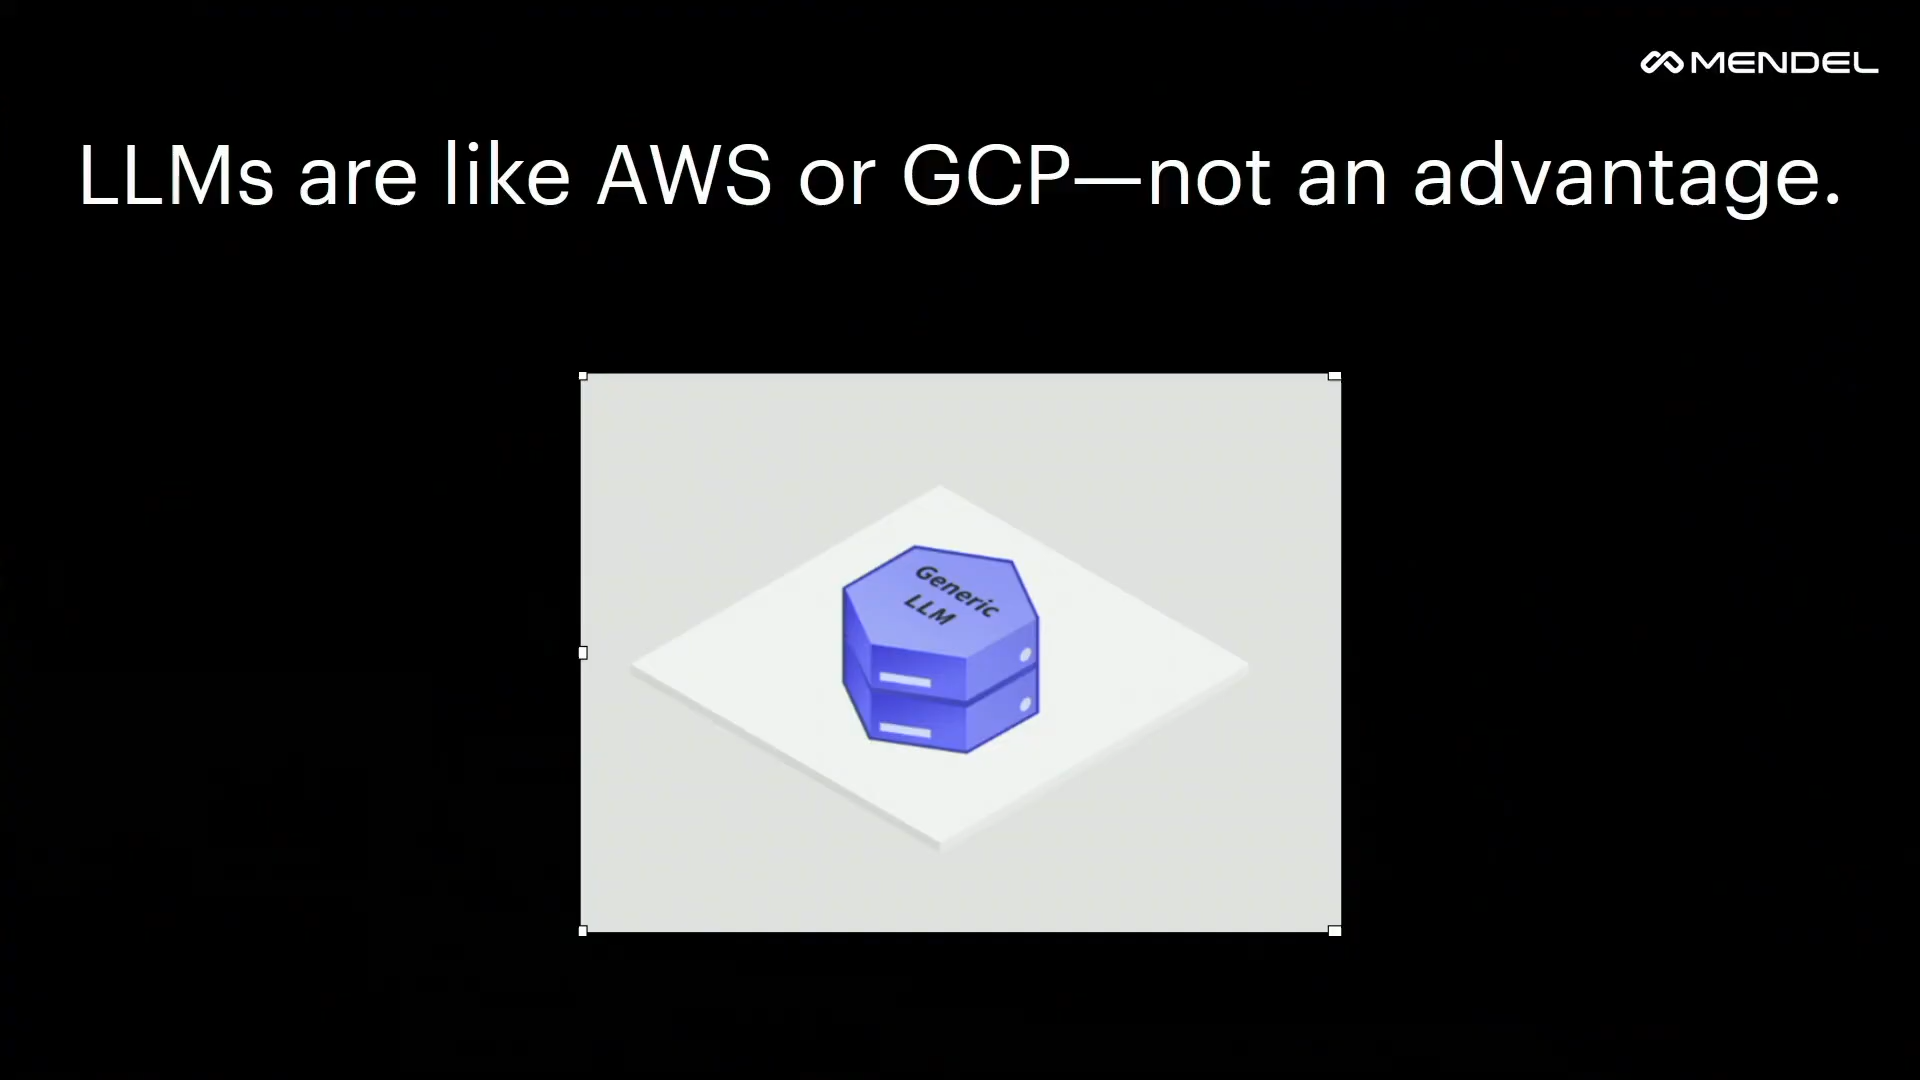 MENDEL
LLMs are like AWS or GCP—not an advantage.
Generic
LLM